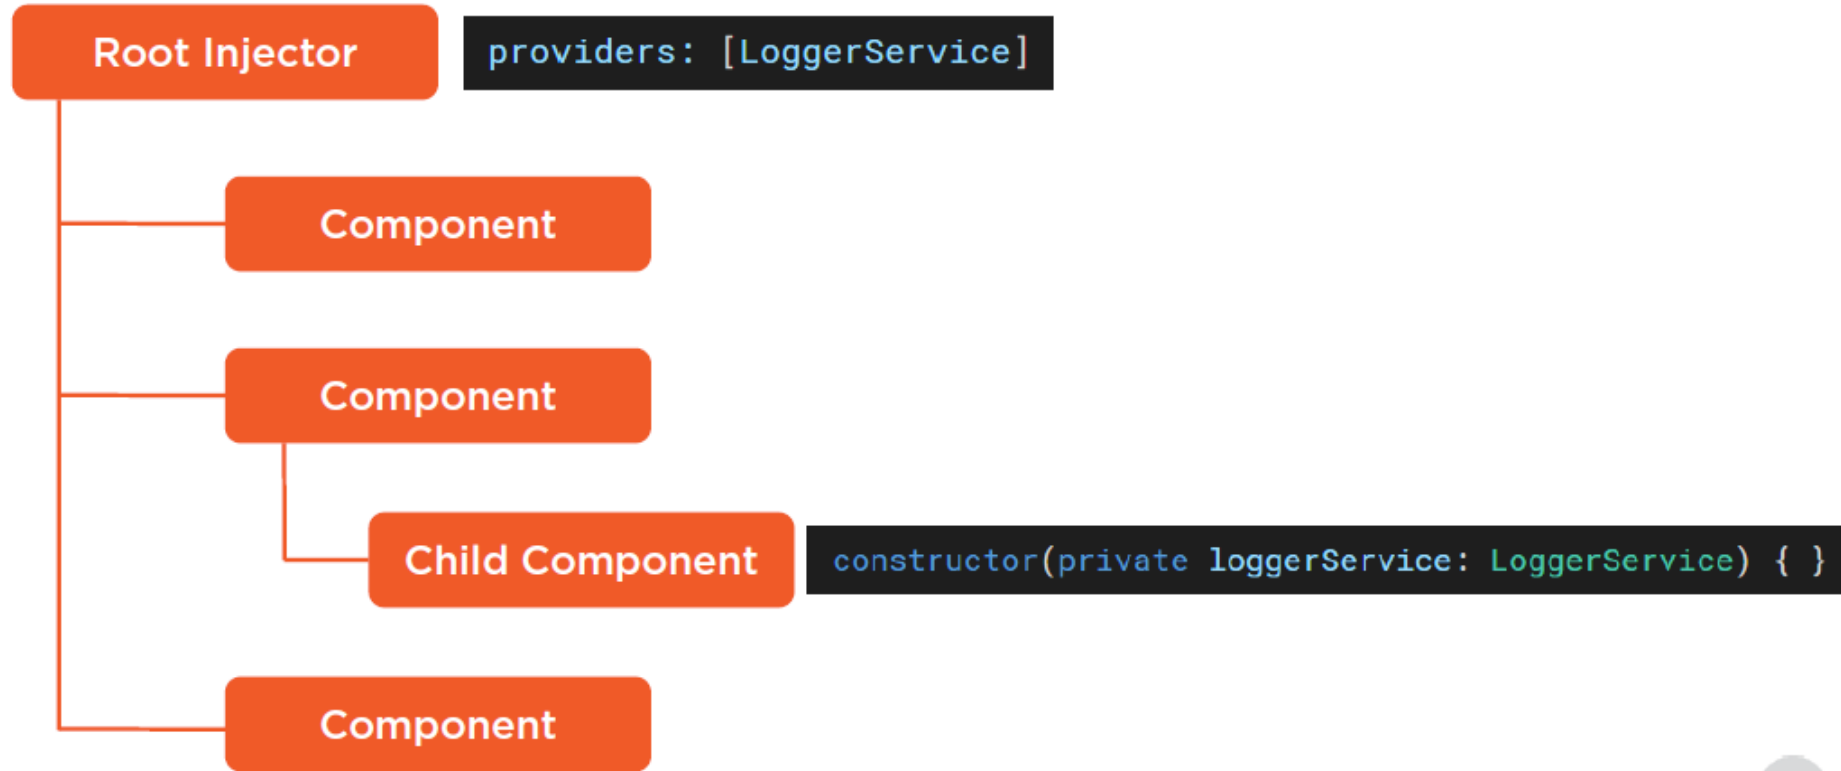 Root Injector
providers: [LoggerService]
Component
Component
Child Component
constructor(private loggerService: LoggerService) { }
Component